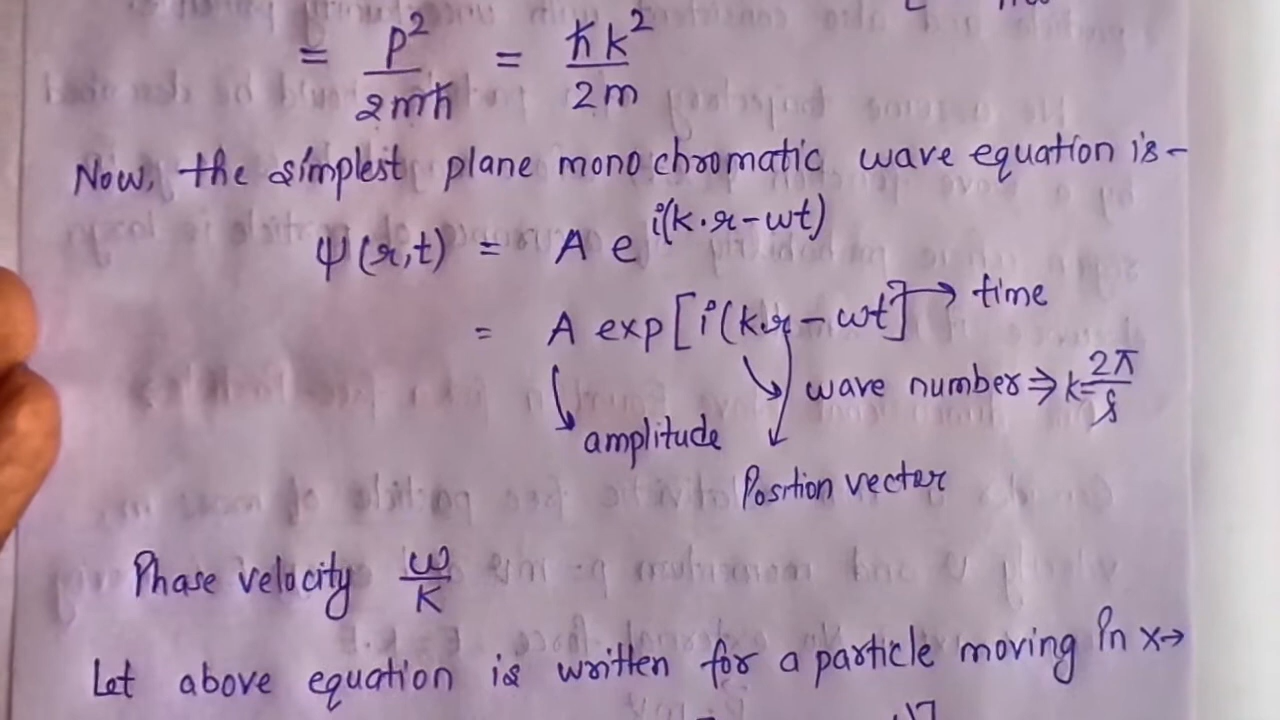 = p²/2mħ = ħk²/2m
Now, the simplest plane monochromatic wave equation is -
ψ(r,t) = A e^i(k·r-ωt)
= A exp[i(k.r - ωt] → time
wave number ⇒ k = 2π/λ
amplitude
Position vector
Phase velocity ω/k
Let above equation is written for a particle moving in x→